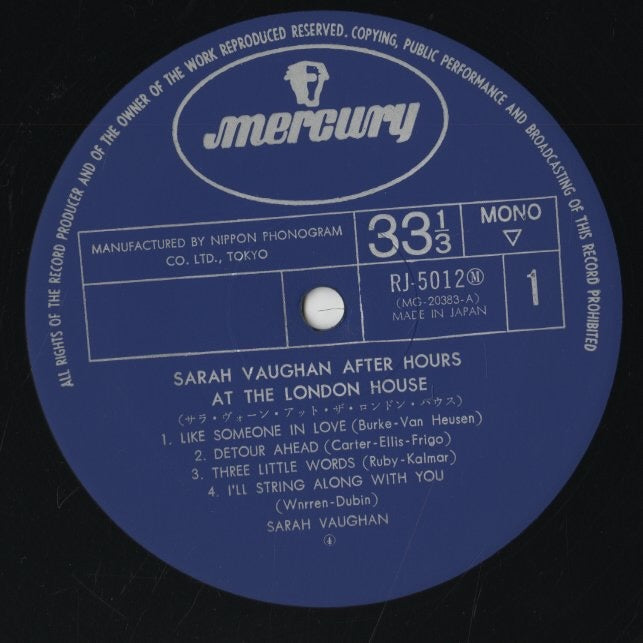 ALL RIGHTS OF THE RECORD PRODUCER AND OF THE OWNER OF THE WORK REPRODUCED RESERVED. COPYING, PUBLIC PERFORMANCE AND BROADCASTING OF THIS RECORD PROHIBITED
mercury
MANUFACTURED BY NIPPON PHONOGRAM
CO. LTD., TOKYO
33 1/3
MONO
▽
RJ-5012Ⓜ
(MG-20383-A)
MADE IN JAPAN
1
SARAH VAUGHAN AFTER HOURS
AT THE LONDON HOUSE
(サラ・ヴォーン・アット・ザ・ロンドン・ハウス)
1. LIKE SOMEONE IN LOVE (Burke-Van Heusen)
2. DETOUR AHEAD (Carter-Ellis-Frigo)
3. THREE LITTLE WORDS (Ruby-Kalmar)
4. I'LL STRING ALONG WITH YOU
(Wnrren-Dubin)
SARAH VAUGHAN
④